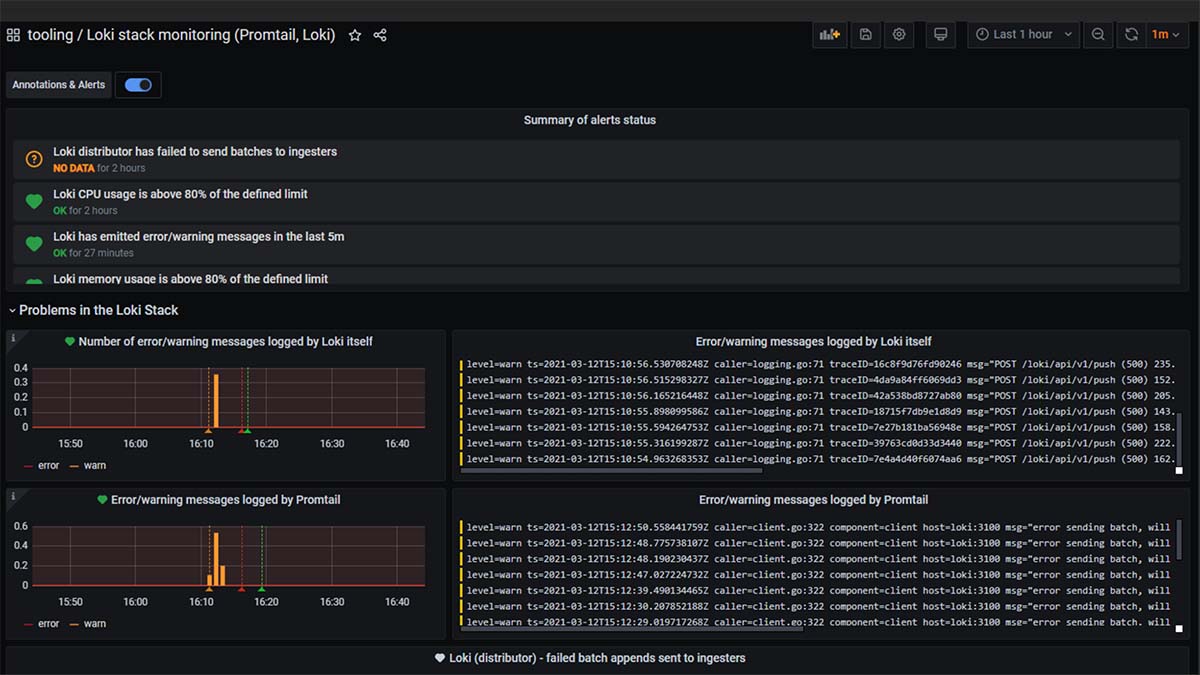 tooling / Loki stack monitoring (Promtail, Loki)
Last 1 hour
1m
Annotations & Alerts
Summary of alerts status
Loki distributor has failed to send batches to ingesters
NO DATA for 2 hours
Loki CPU usage is above 80% of the defined limit
OK for 2 hours
Loki has emitted error/warning messages in the last 5m
OK for 27 minutes
Loki memory usage is above 80% of the defined limit
Problems in the Loki Stack
Number of error/warning messages logged by Loki itself
0.4
0.3
0.2
0.1
0
15:50 16:00 16:10 16:20 16:30 16:40
error warn
Error/warning messages logged by Loki itself
level=warn ts=2021-03-12T15:10:56.530708248Z caller=logging.go:71 traceID=16c8f9d76fd90246 msg="POST /loki/api/v1/push (500) 235.
level=warn ts=2021-03-12T15:10:56.515298327Z caller=logging.go:71 traceID=4da9a84ff6069dd3 msg="POST /loki/api/v1/push (500) 152.
level=warn ts=2021-03-12T15:10:56.165216448Z caller=logging.go:71 traceID=42a538bd8727ab80 msg="POST /loki/api/v1/push (500) 205.
level=warn ts=2021-03-12T15:10:55.898099586Z caller=logging.go:71 traceID=18715f7db9e1d8d9 msg="POST /loki/api/v1/push (500) 143.
level=warn ts=2021-03-12T15:10:55.594264753Z caller=logging.go:71 traceID=7e27b181ba56948e msg="POST /loki/api/v1/push (500) 158.
level=warn ts=2021-03-12T15:10:55.316199287Z caller=logging.go:71 traceID=39763cd0d33d3440 msg="POST /loki/api/v1/push (500) 222.
level=warn ts=2021-03-12T15:10:54.963268353Z caller=logging.go:71 traceID=7e4a4d40f6074aa6 msg="POST /loki/api/v1/push (500) 162.
Error/warning messages logged by Promtail
0.6
0.4
0.2
0
15:50 16:00 16:10 16:20 16:30 16:40
error warn
Error/warning messages logged by Promtail
level=warn ts=2021-03-12T15:12:50.558441759Z caller=client.go:322 component=client host=loki:3100 msg="error sending batch, will
level=warn ts=2021-03-12T15:12:48.775738107Z caller=client.go:322 component=client host=loki:3100 msg="error sending batch, will
level=warn ts=2021-03-12T15:12:48.190230437Z caller=client.go:322 component=client host=loki:3100 msg="error sending batch, will
level=warn ts=2021-03-12T15:12:47.027224732Z caller=client.go:322 component=client host=loki:3100 msg="error sending batch, will
level=warn ts=2021-03-12T15:12:39.490134465Z caller=client.go:322 component=client host=loki:3100 msg="error sending batch, will
level=warn ts=2021-03-12T15:12:30.207852188Z caller=client.go:322 component=client host=loki:3100 msg="error sending batch, will
level=warn ts=2021-03-12T15:12:29.019717268Z caller=client.go:322 component=client host=loki:3100 msg="error sending batch, will
Loki (distributor) - failed batch appends sent to ingesters